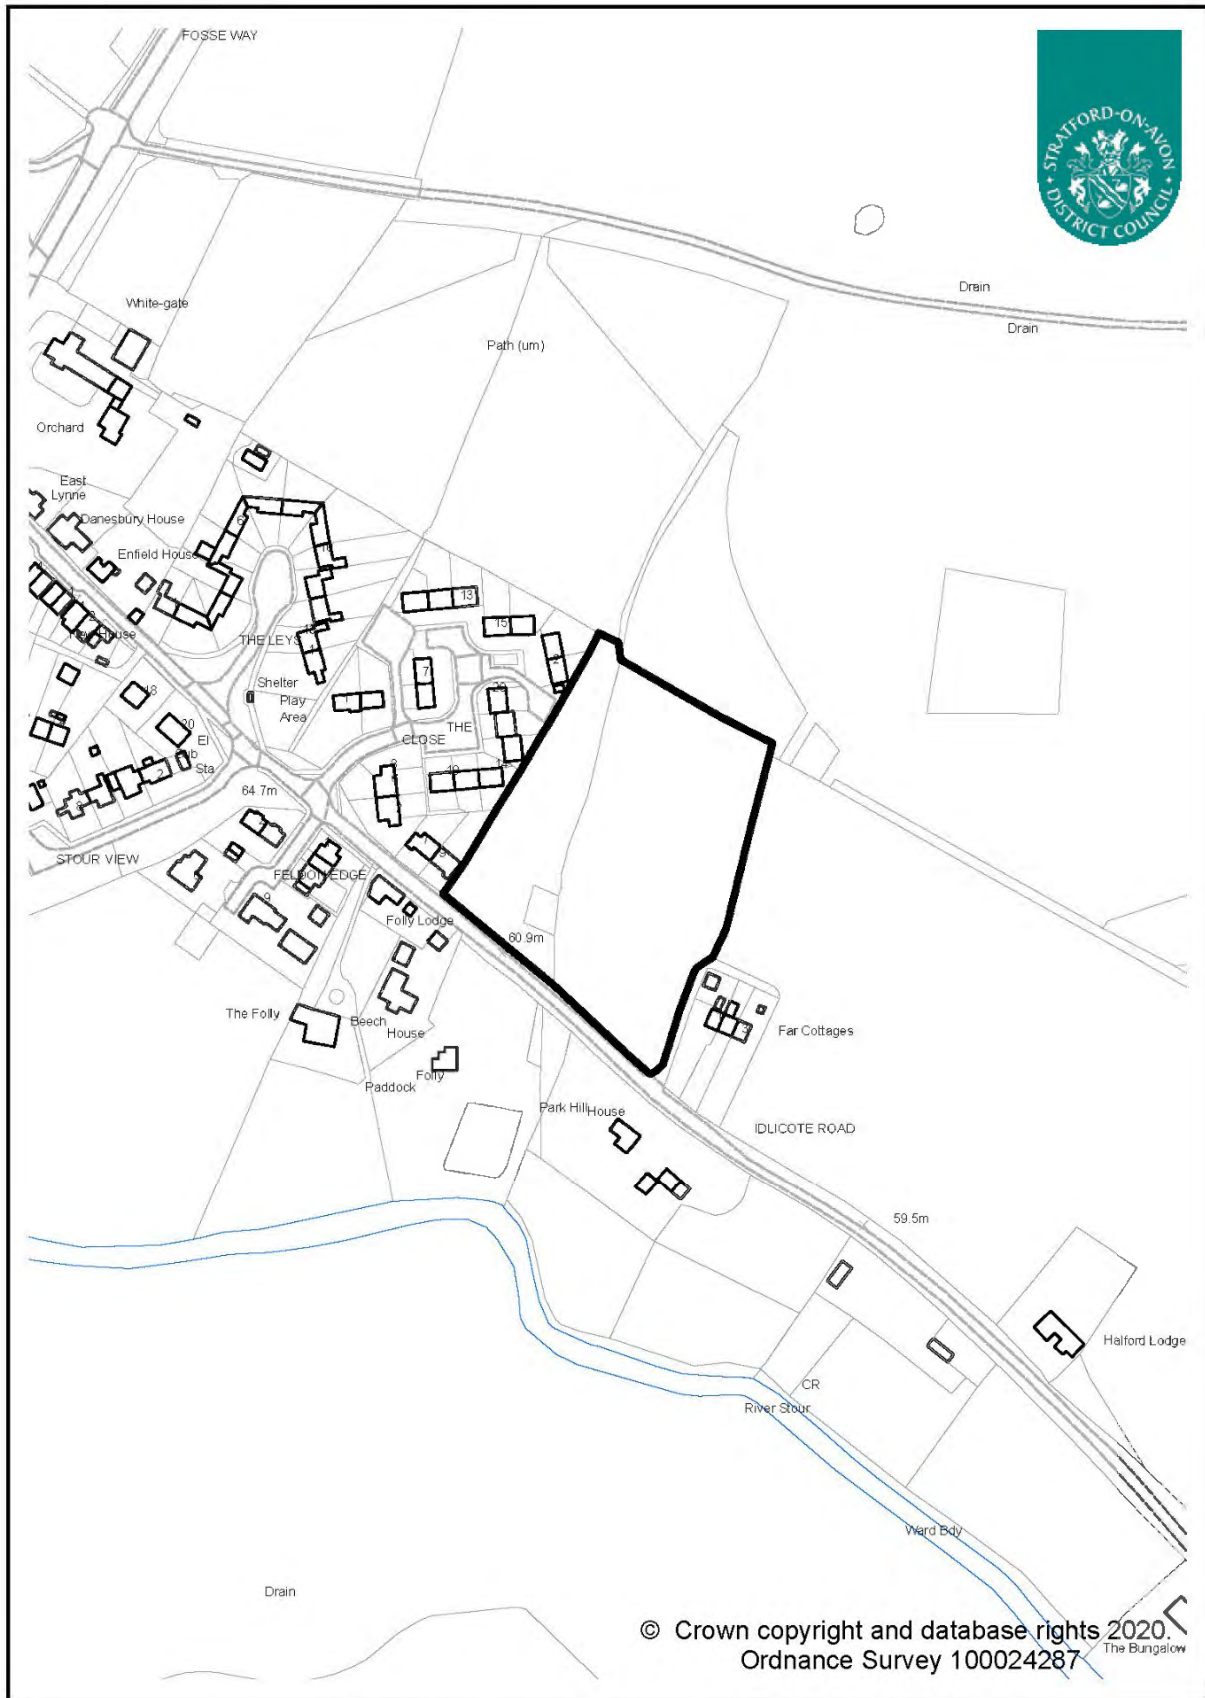 FOSSE WAY
STRATFORD-ON-AVON
DISTRICT COUNCIL
Drain
Drain
White-gate
Path (um)
Orchard
East
Lynne
Danesbury House
Enfield House
6
13
15
2
THE LEYS
Shelter
Play
Area
7
1
THE
CLOSE
18
20
El
Sub
Sta
2
64.7m
STOUR VIEW
FELDON EDGE
9
Folly Lodge
60.9m
The Folly
Beech
House
Folly
Paddock
Far Cottages
3
Park Hill House
IDLICOTE ROAD
59.5m
Halford Lodge
CR
River Stour
Ward Bdy
Drain
© Crown copyright and database rights 2020.
Ordnance Survey 100024287
The Bungalow